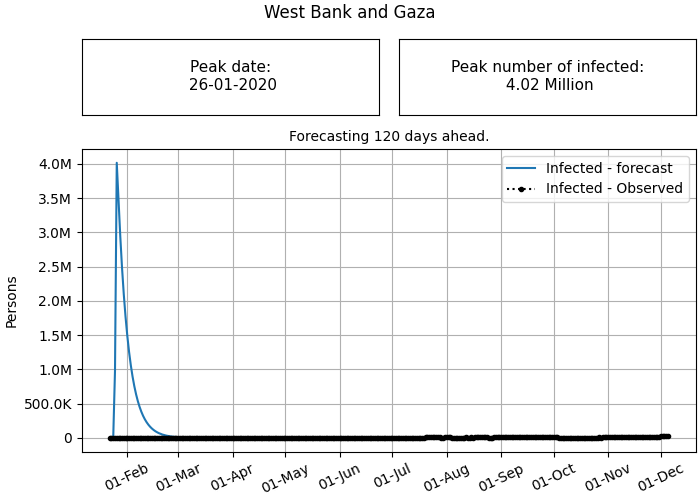 West Bank and Gaza
Peak date:
26-01-2020
Peak number of infected:
4.02 Million
Forecasting 120 days ahead.
Infected - forecast
Infected - Observed
Persons
4.0M
3.5M
3.0M
2.5M
2.0M
1.5M
1.0M
500.0K
0
01-Feb
01-Mar
01-Apr
01-May
01-Jun
01-Jul
01-Aug
01-Sep
01-Oct
01-Nov
01-Dec